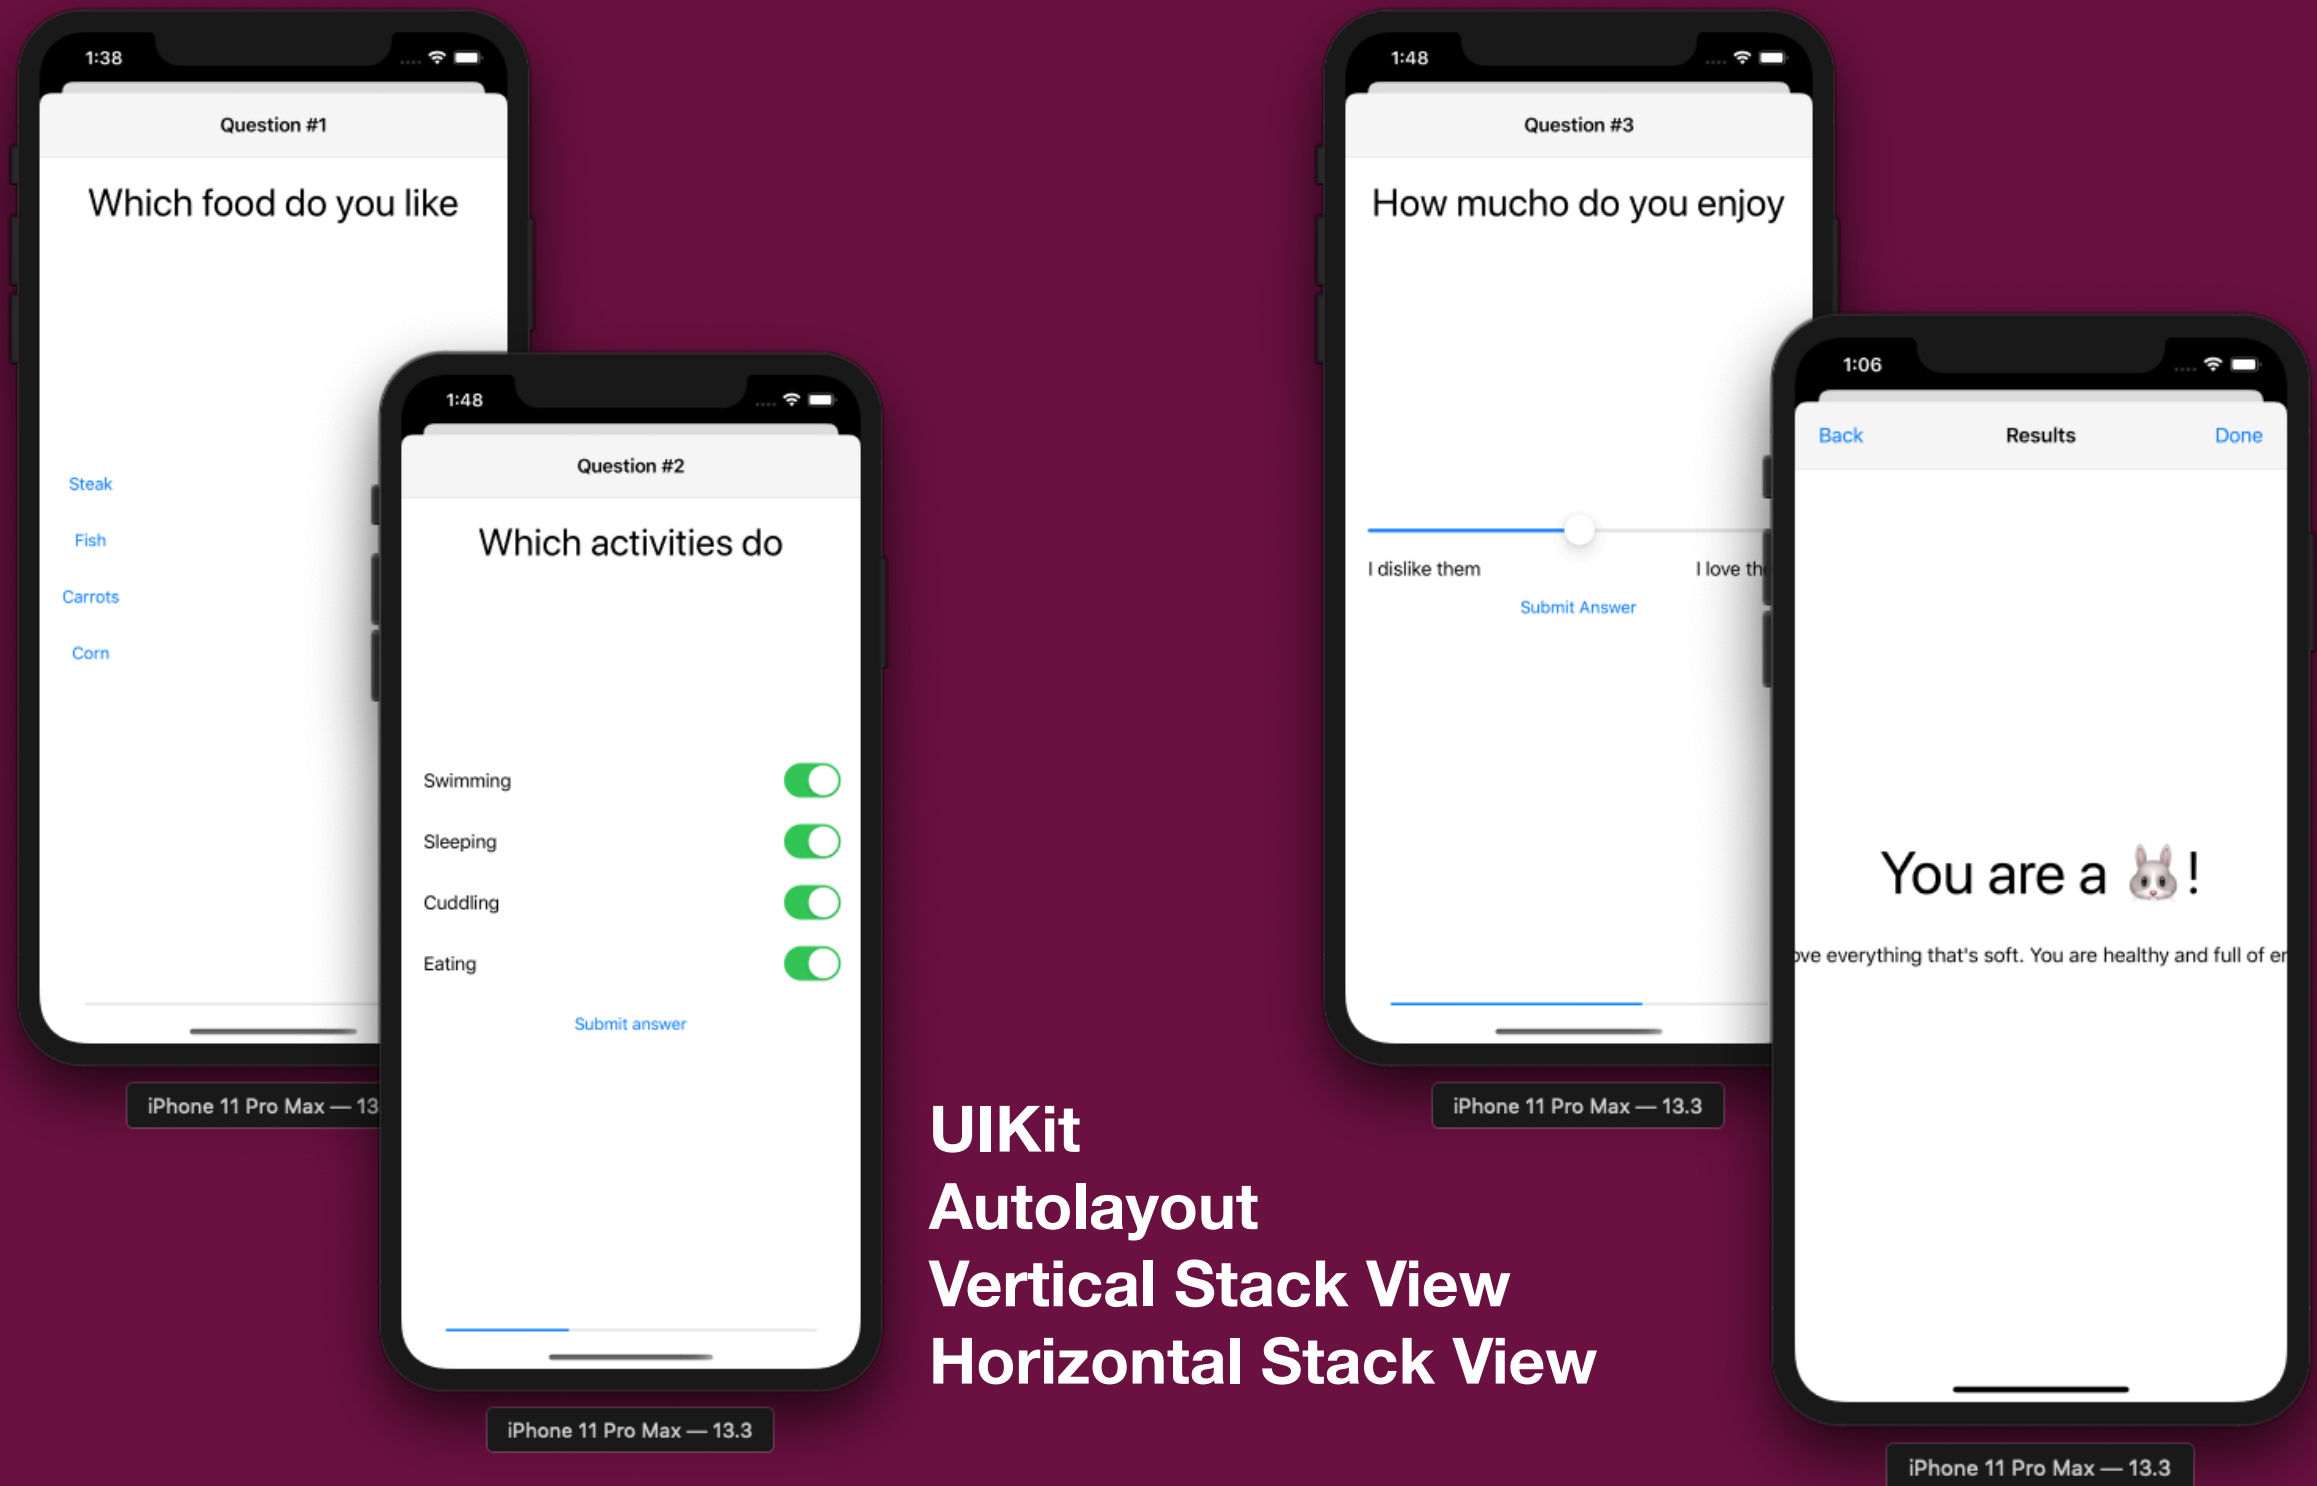 1:38
Question #1
Which food do you like
Steak
Fish
Carrots
Corn
iPhone 11 Pro Max — 13
1:48
Question #2
Which activities do
Swimming
Sleeping
Cuddling
Eating
Submit answer
iPhone 11 Pro Max — 13.3
UIKit
Autolayout
Vertical Stack View
Horizontal Stack View
1:48
Question #3
How mucho do you enjoy
I dislike them I love the
Submit Answer
iPhone 11 Pro Max — 13.3
1:06
Back Results Done
You are a 🐰!
ove everything that's soft. You are healthy and full of en
iPhone 11 Pro Max — 13.3